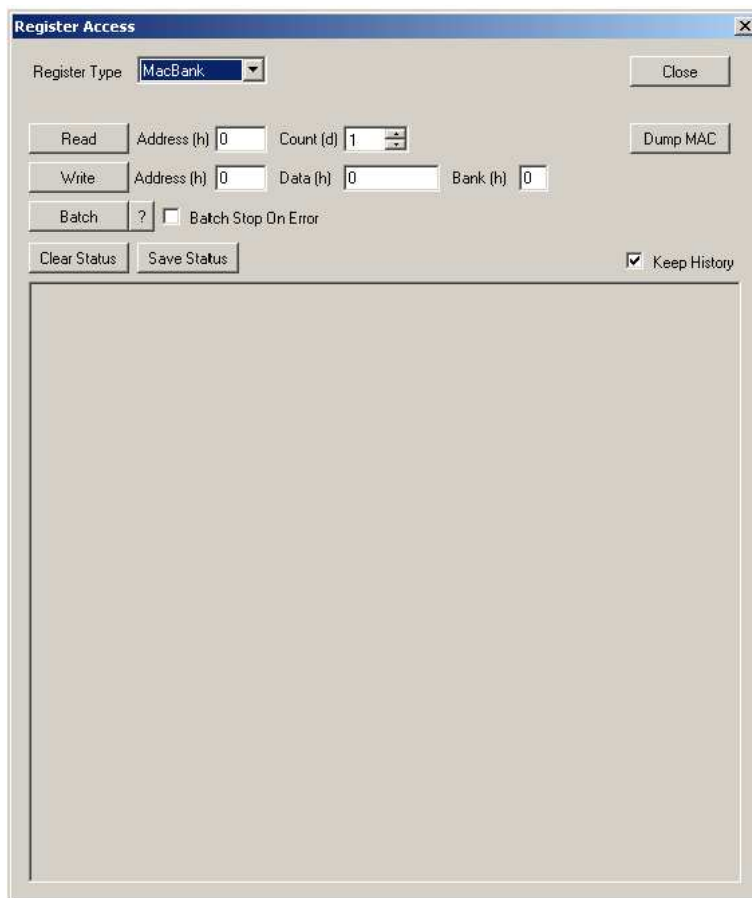 Register Access
Register Type MacBank Close
Read Address (h) 0 Count (d) 1 Dump MAC
Write Address (h) 0 Data (h) 0 Bank (h) 0
Batch ? Batch Stop On Error
Clear Status Save Status Keep History